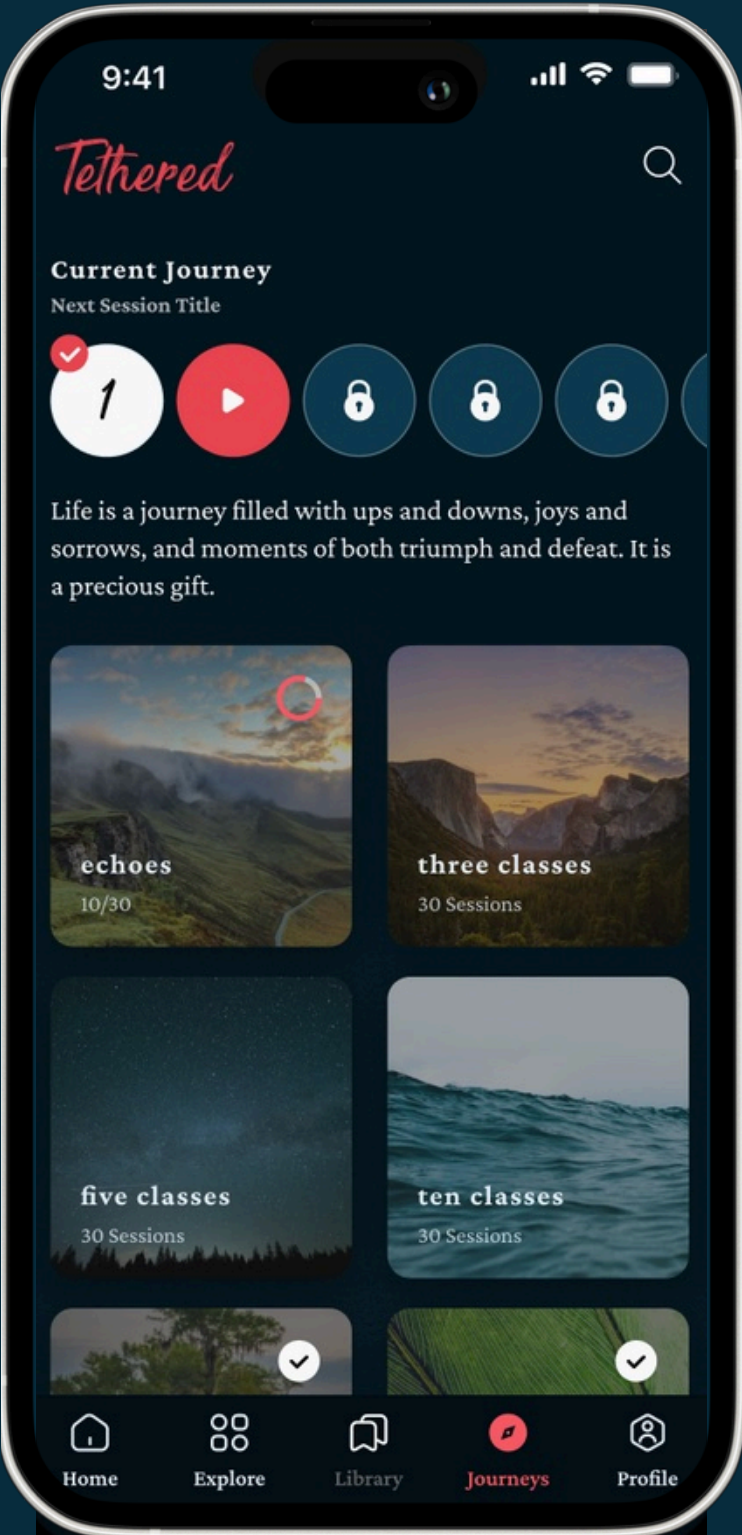 9:41
Tethered
Current Journey
Next Session Title
1
Life is a journey filled with ups and downs, joys and
sorrows, and moments of both triumph and defeat. It is
a precious gift.
echoes
10/30
three classes
30 Sessions
five classes
30 Sessions
ten classes
30 Sessions
Home
Explore
Library
Journeys
Profile